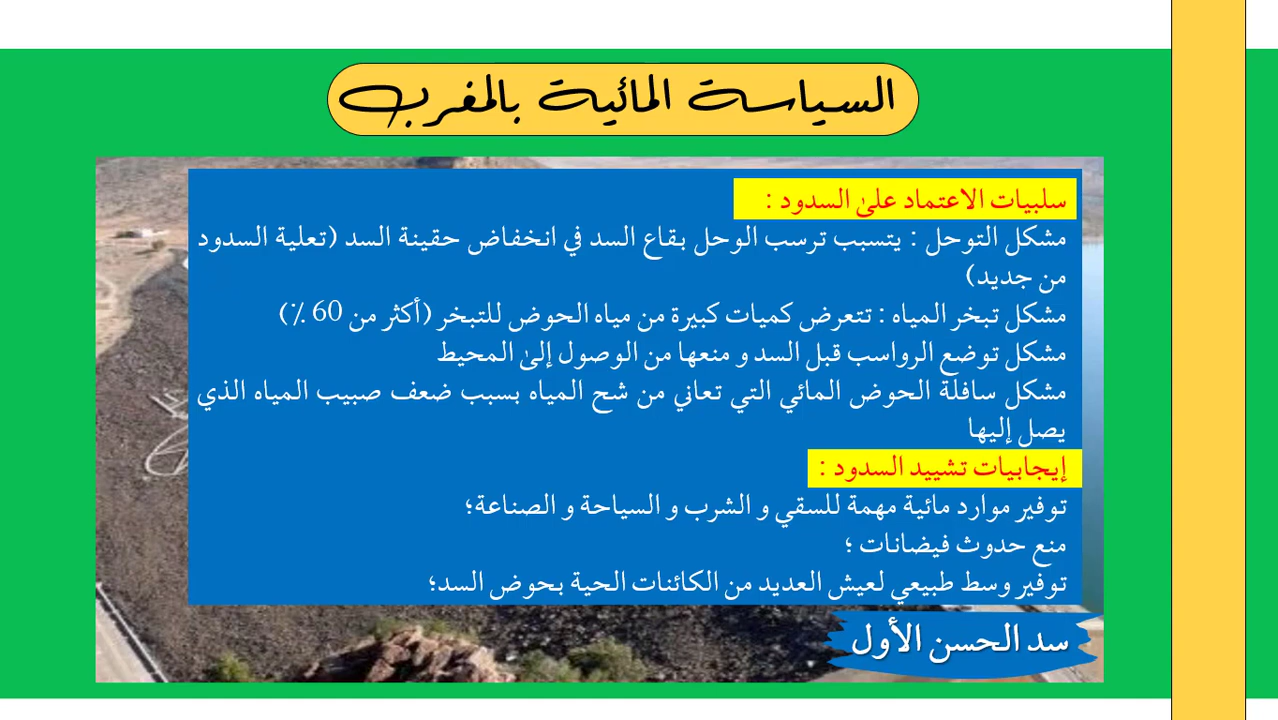 السياسة المائية بالمغرب
سلبيات الاعتماد على السدود :
مشكل التوحل : يتسبب ترسب الوحل بقاع السد في انخفاض حقينة السد (تعلية السدود
من جديد)
مشكل تبخر المياه : تتعرض كميات كبيرة من مياه الحوض للتبخر (أكثر من 60 ٪)
مشكل توضع الرواسب قبل السد و منعها من الوصول إلى المحيط
مشكل سافلة الحوض المائي التي تعاني من شح المياه بسبب ضعف صبيب المياه الذي
يصل إليها
إيجابيات تشييد السدود :
توفير موارد مائية مهمة للسقي و الشرب و السياحة و الصناعة؛
منع حدوث فيضانات ؛
توفير وسط طبيعي لعيش العديد من الكائنات الحية بحوض السد؛
سد الحسن الأول